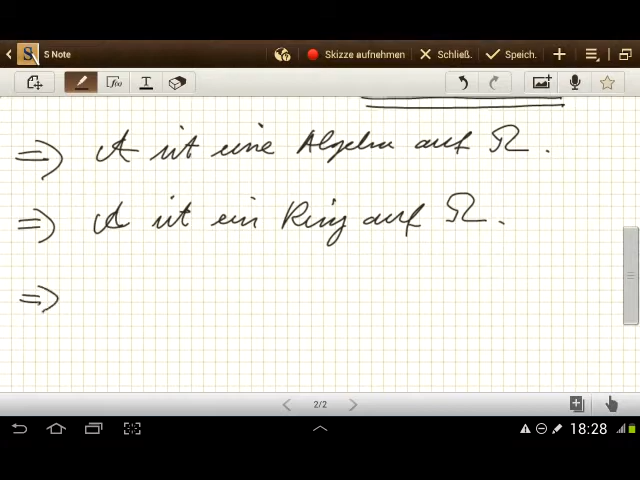 S Note
Skizze aufnehmen
Schließ.
Speich.
f(x)
T
⇒ A ist eine Algebra auf Ω.
⇒ A ist ein Ring auf Ω.
⇒
2/2
18:28